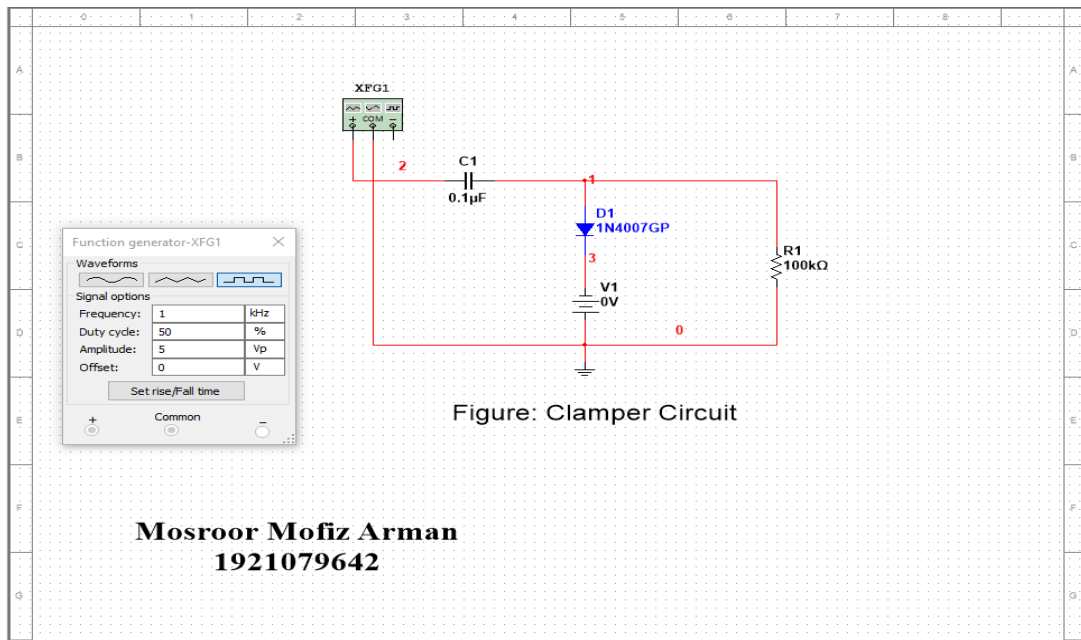 0 1 2 3 4 5 6 7 8
A A
XFG1
+ COM −
B B
2
C1
0.1µF
1
D1
1N4007GP
Function generator-XFG1
C C
3
R1
100kΩ
Waveforms
V1
0V
Signal options
Frequency: 1 kHz
Duty cycle: 50 %
D D
0
Amplitude: 5 Vp
Offset: 0 V
Set rise/Fall time
+ Common −
Figure: Clamper Circuit
E E
F F
Mosroor Mofiz Arman
1921079642
G G